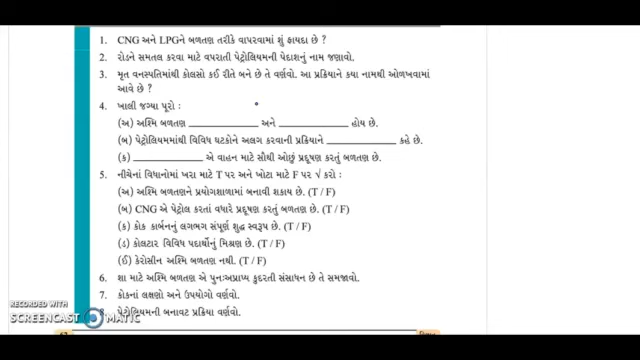 1. CNG અને LPGને બળતણ તરીકે વાપરવામાં શું ફાયદા છે ?
2. રોડને સમતલ કરવા માટે વપરાતી પેટ્રોલિયમની પેદાશનું નામ જણાવો.
3. મૃત વનસ્પતિમાંથી કોલસો કઈ રીતે બને છે તે વર્ણવો. આ પ્રક્રિયાને કયા નામથી ઓળખવામાં
આવે છે ?
4. ખાલી જગ્યા પૂરો :
(અ) અશ્મિ બળતણ ____________ અને ____________ હોય છે.
(બ) પેટ્રોલિયમમાંથી વિવિધ ઘટકોને અલગ કરવાની પ્રક્રિયાને ____________ કહે છે.
(ક) ____________ એ વાહન માટે સૌથી ઓછું પ્રદૂષણ કરતું બળતણ છે.
5. નીચેનાં વિધાનોમાં ખરા માટે T પર અને ખોટા માટે F પર √ કરો :
(અ) અશ્મિ બળતણને પ્રયોગશાળામાં બનાવી શકાય છે. (T / F)
(બ) CNG એ પેટ્રોલ કરતાં વધારે પ્રદૂષણ કરતું બળતણ છે. (T / F)
(ક) કોક કાર્બનનું લગભગ સંપૂર્ણ શુદ્ધ સ્વરૂપ છે. (T / F)
(ડ) કોલટાર વિવિધ પદાર્થોનું મિશ્રણ છે. (T / F)
(ઈ) કેરોસીન અશ્મિ બળતણ નથી. (T / F)
6. શા માટે અશ્મિ બળતણ એ પુનઃઅપ્રાપ્ય કુદરતી સંસાધન છે તે સમજાવો.
7. કોકનાં લક્ષણો અને ઉપયોગો વર્ણવો.
8. પેટ્રોલિયમની બનાવટ પ્રક્રિયા વર્ણવો.
RECORDED WITH
SCREENCAST MATIC